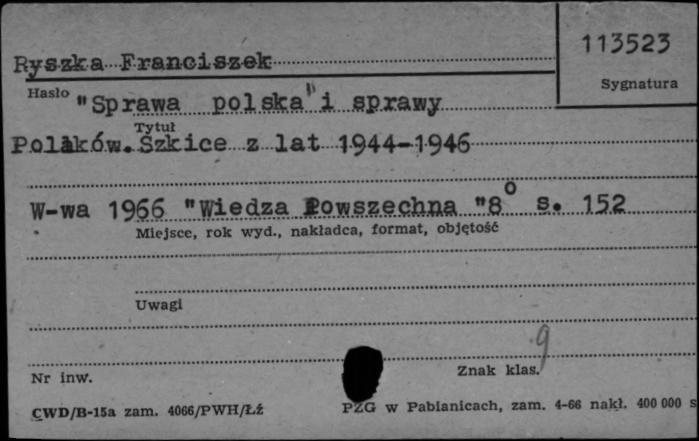 113523
Ryszka Franciszek
Sygnatura
Hasło
"Sprawa polska" i sprawy
Tytuł
Polaków. Szkice z lat 1944-1946
W-wa 1966 "Wiedza Powszechna "8° s. 152
Miejsce, rok wyd., nakładca, format, objętość
Uwagi
9
Nr inw.
Znak klas.
CWD/B-15a zam. 4066/PWH/Łź
PZG w Pabianicach, zam. 4-66 nakł. 400 000 s